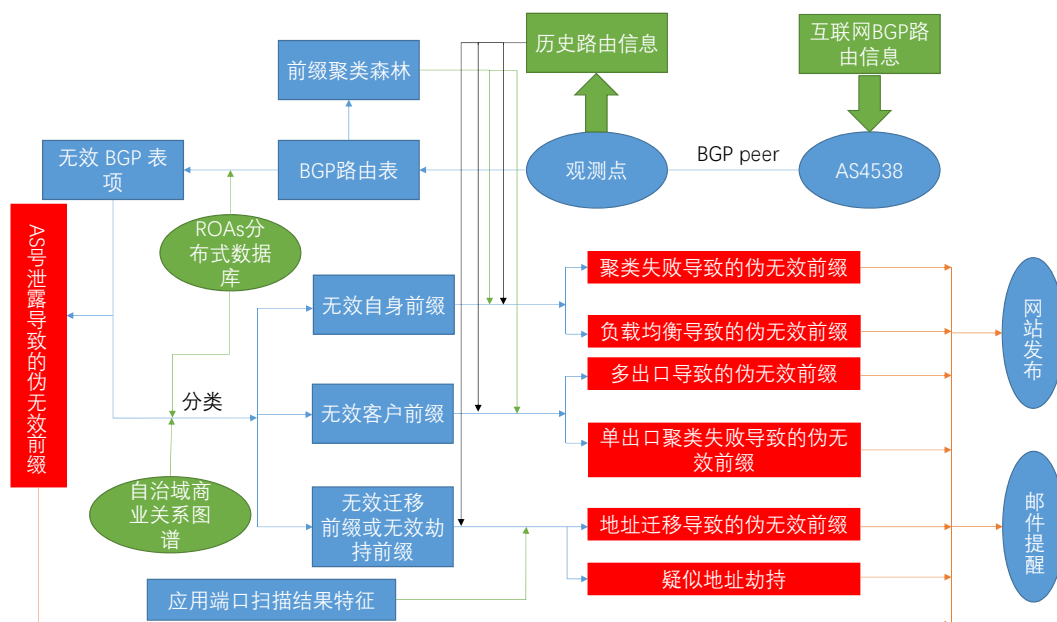 历史路由信息
互联网BGP路
由信息
前缀聚类森林
无效 BGP 表
项
BGP路由表
观测点
BGP peer
AS4538
AS号泄露导致的伪无效前缀
ROAs分
布式数据
库
聚类失败导致的伪无效前缀
无效自身前缀
负载均衡导致的伪无效前缀
网站发布
多出口导致的伪无效前缀
分类
无效客户前缀
单出口聚类失败导致的伪无
效前缀
自治域商
业关系图
谱
无效迁移
前缀或无效劫
持前缀
地址迁移导致的伪无效前缀
邮件提醒
疑似地址劫持
应用端口扫描结果特征